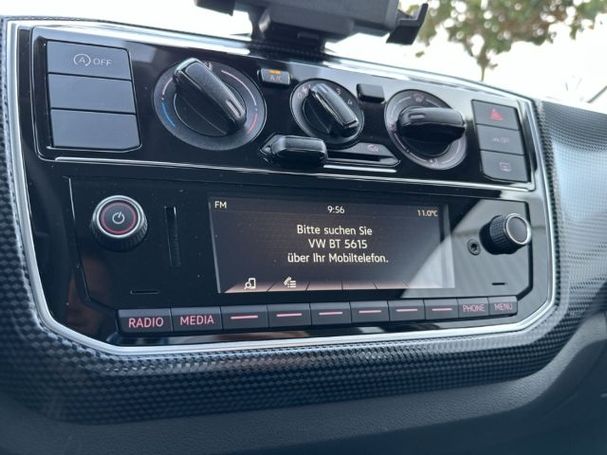 OFF
A/C
FM 9:56 11.0°C
Bitte suchen Sie
VW BT 5615
über Ihr Mobiltelefon.
RADIO MEDIA PHONE MENU